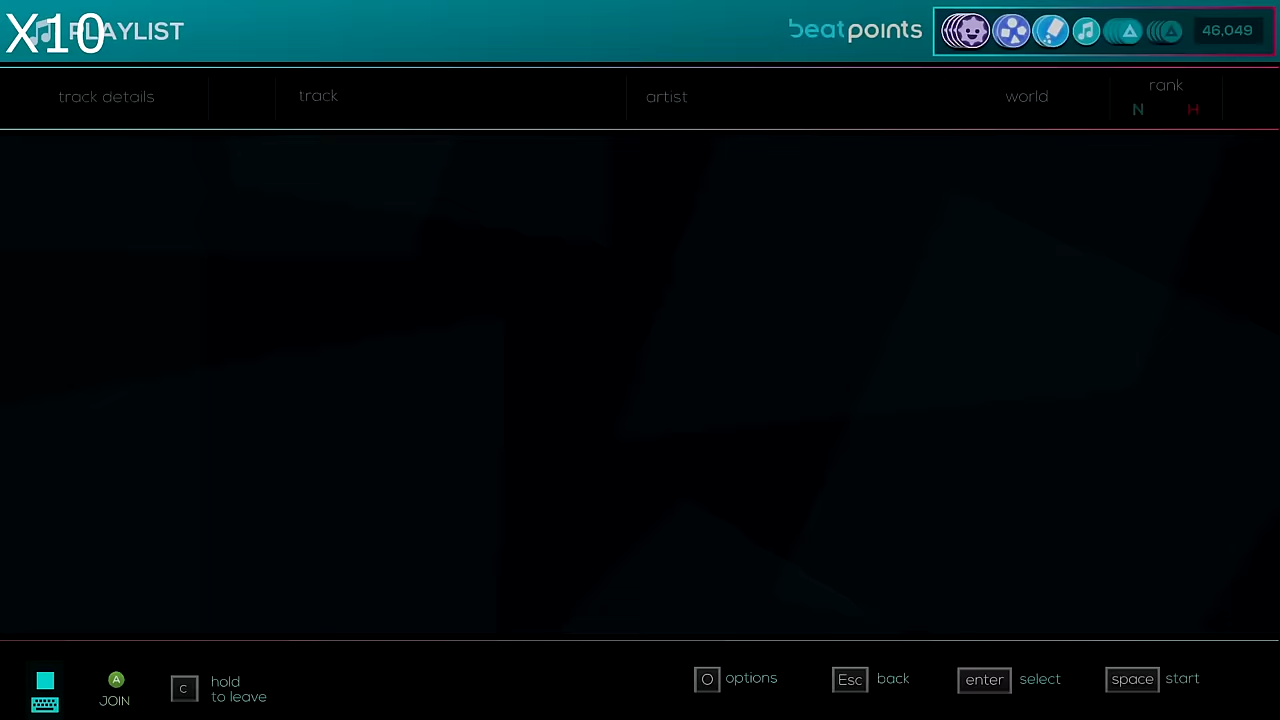 X10
PLAYLIST
beatpoints
46,049
track details
track
artist
world
rank
N
H
A
JOIN
C
hold
to leave
O options
Esc back
enter select
space start